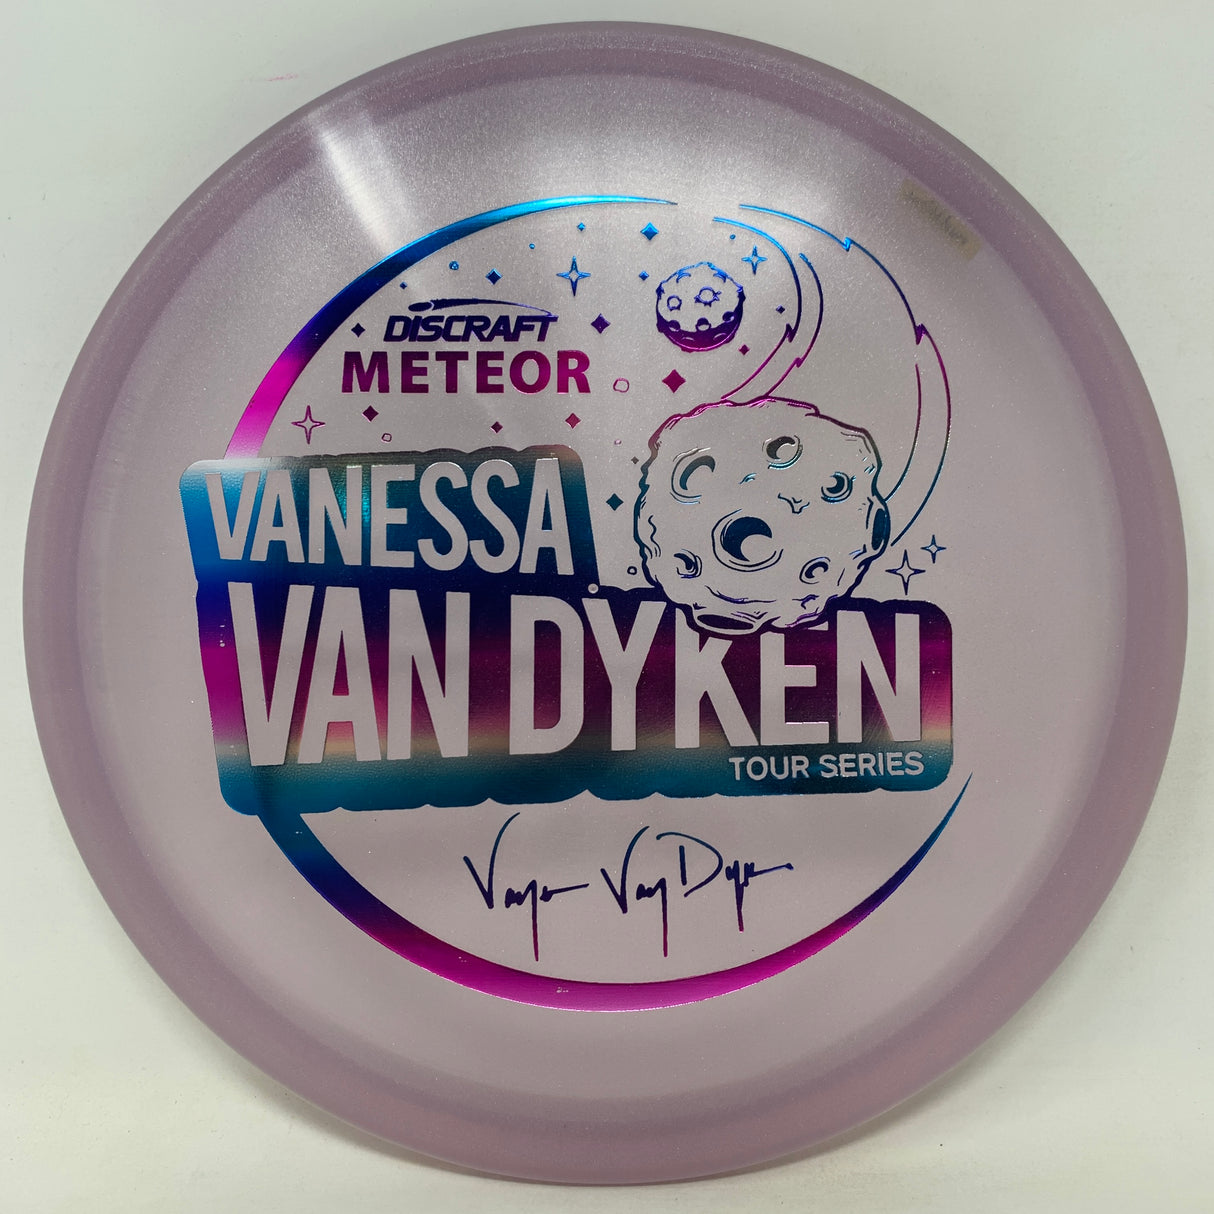 DISCRAFT
METEOR
VANESSA
VAN DYKEN
TOUR SERIES